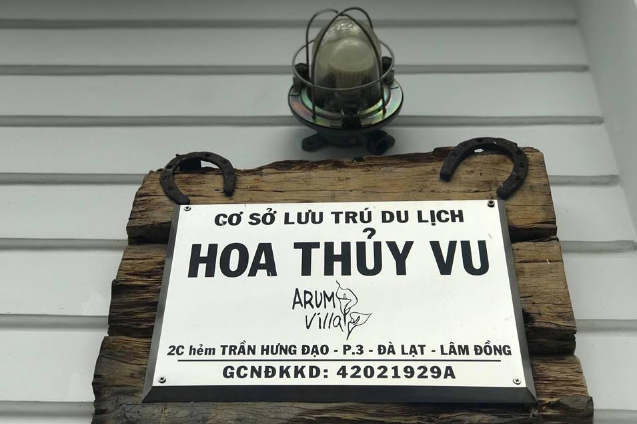 CƠ SỞ LƯU TRÚ DU LỊCH
HOA THỦY VU
ARUM
Villa
2C hẻm TRẦN HƯNG ĐẠO - P.3 - ĐÀ LẠT - LÂM ĐỒNG
GCNĐKKD: 42021929A